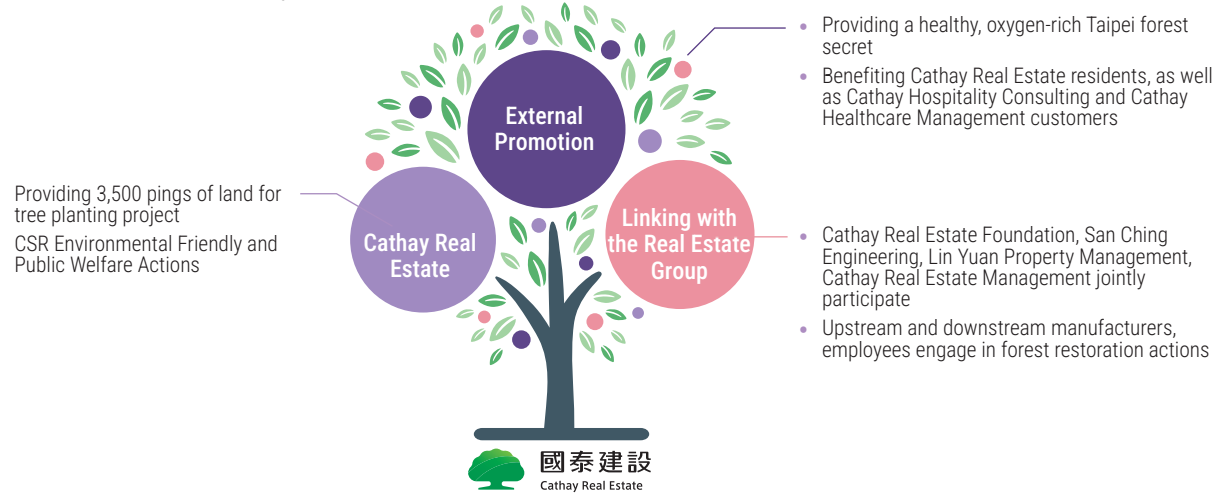 External
Promotion
Providing a healthy, oxygen-rich Taipei forest
secret
Benefiting Cathay Real Estate residents, as well
as Cathay Hospitality Consulting and Cathay
Healthcare Management customers
Providing 3,500 pings of land for
tree planting project
CSR Environmental Friendly and
Public Welfare Actions
Cathay Real
Estate
Linking with
the Real Estate
Group
Cathay Real Estate Foundation, San Ching
Engineering, Lin Yuan Property Management,
Cathay Real Estate Management jointly
participate
Upstream and downstream manufacturers,
employees engage in forest restoration actions
國泰建設
Cathay Real Estate